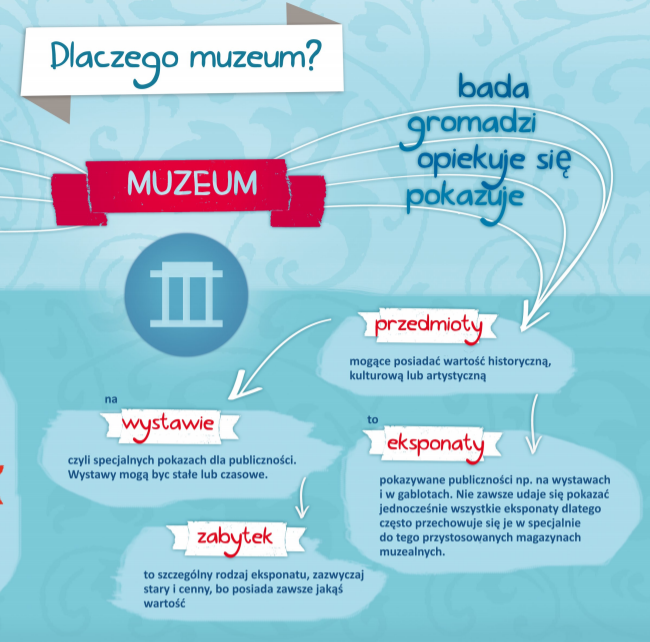 Dlaczego muzeum?
bada
gromadzi
opiekuje się
pokazuje
MUZEUM
przedmioty
mogące posiadać wartość historyczną,
kulturową lub artystyczną
na
wystawie
czyli specjalnych pokazach dla publiczności.
Wystawy mogą byc stałe lub czasowe.
to
eksponaty
pokazywane publiczności np. na wystawach
i w gablotach. Nie zawsze udaje się pokazać
jednocześnie wszystkie eksponaty dlatego
często przechowuje się je w specjalnie
do tego przystosowanych magazynach
muzealnych.
zabytek
to szczególny rodzaj eksponatu, zazwyczaj
stary i cenny, bo posiada zawsze jakąś
wartość